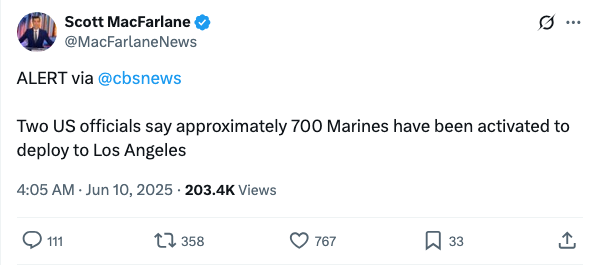 Scott MacFarlane
@MacFarlaneNews
ALERT via @cbsnews
Two US officials say approximately 700 Marines have been activated to
deploy to Los Angeles
4:05 AM · Jun 10, 2025 · 203.4K Views
111 358 767 33